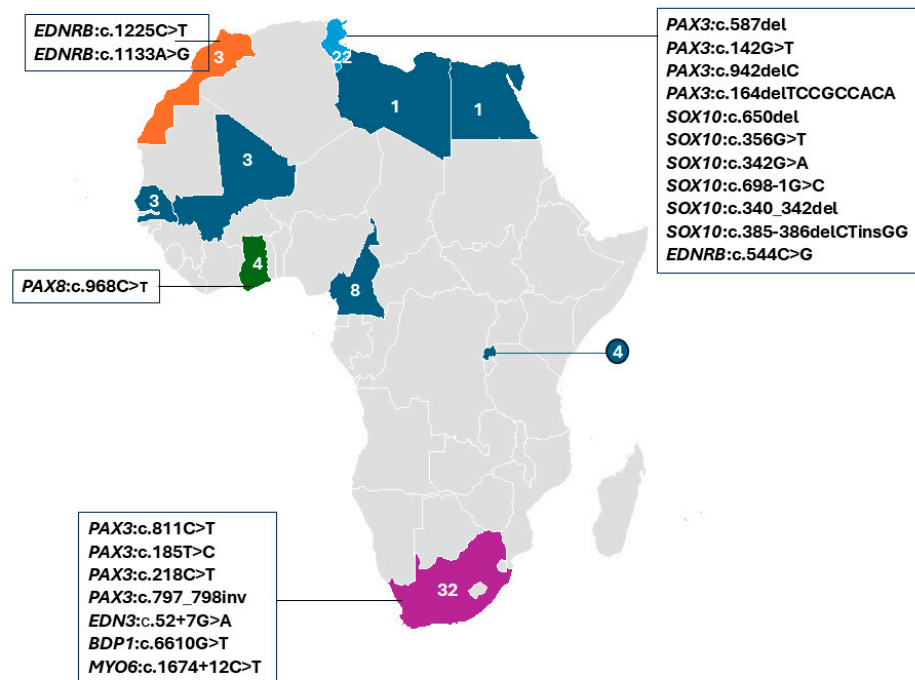 EDNRB:c.1225C>T
EDNRB:c.1133A>G
3
22
1
1
3
3
4
8
4
32
PAX3:c.587del
PAX3:c.142G>T
PAX3:c.942delC
PAX3:c.164delTCCGCCACA
SOX10:c.650del
SOX10:c.356G>T
SOX10:c.342G>A
SOX10:c.698-1G>C
SOX10:c.340_342del
SOX10:c.385-386delCTinsGG
EDNRB:c.544C>G
PAX8:c.968C>T
PAX3:c.811C>T
PAX3:c.185T>C
PAX3:c.218C>T
PAX3:c.797_798inv
EDN3:c.52+7G>A
BDP1:c.6610G>T
MYO6:c.1674+12C>T